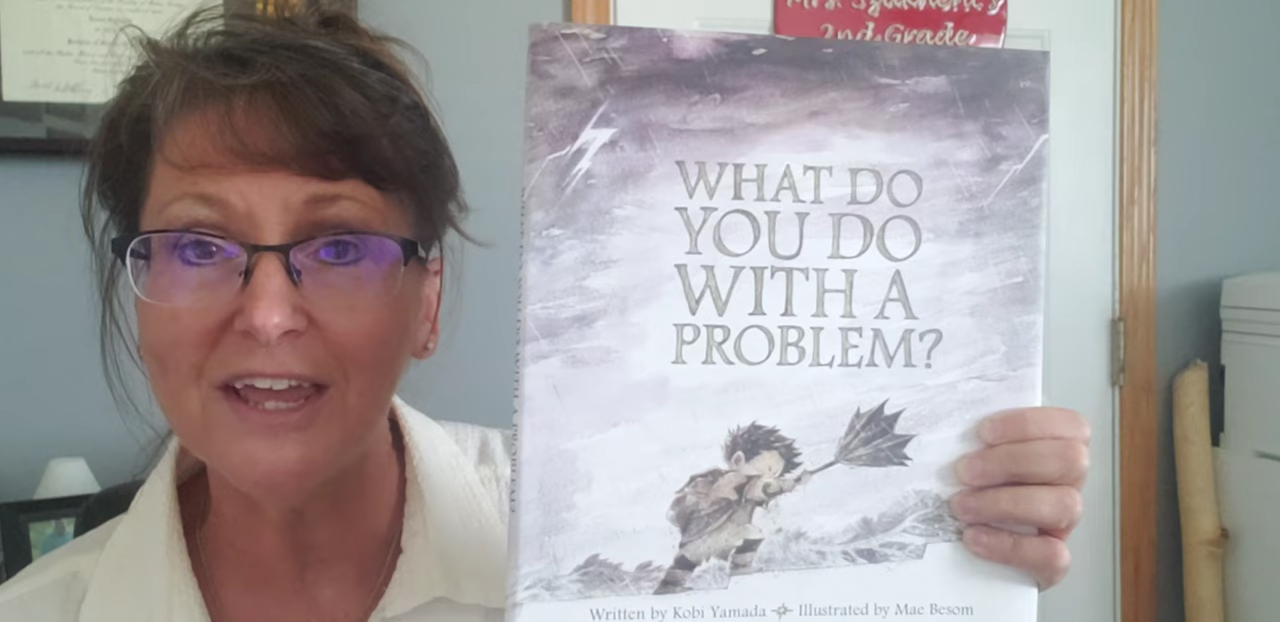 2nd Grade
WHAT DO
YOU DO
WITH A
PROBLEM?
Written by Kobi Yamada Illustrated by Mae Besom